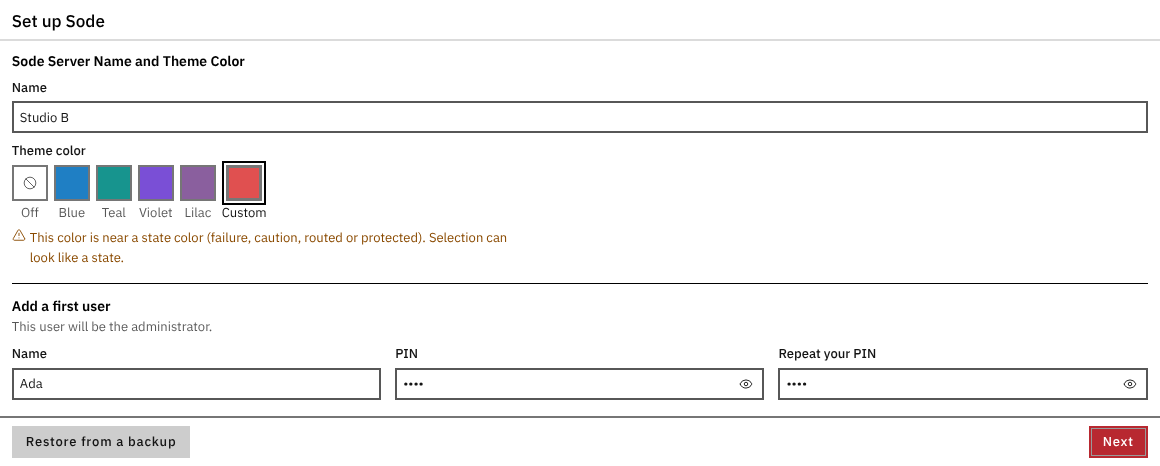 Set up Sode
Sode Server Name and Theme Color
Name
Studio B
Theme color
Off Blue Teal Violet Lilac Custom
This color is near a state color (failure, caution, routed or protected). Selection can
look like a state.
Add a first user
This user will be the administrator.
Name PIN Repeat your PIN
Ada •••• ••••
Restore from a backup Next